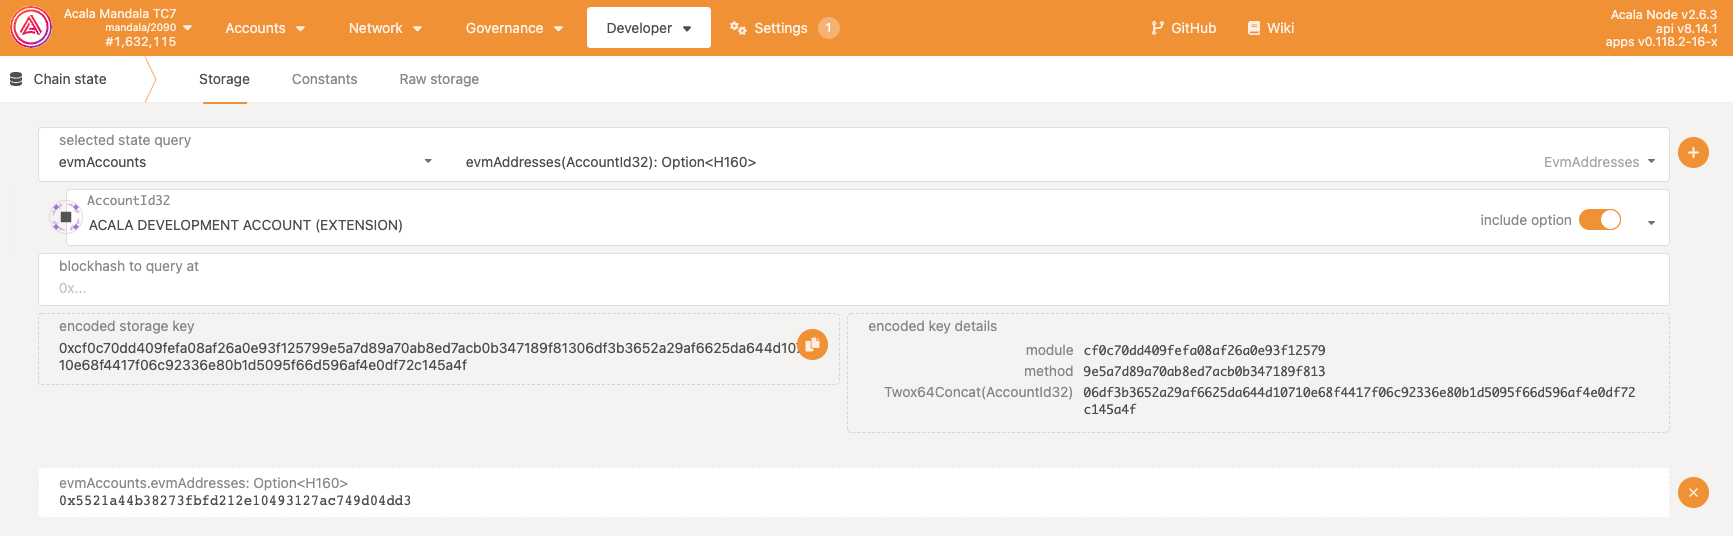 Acala Mandala TC7
mandala/2090
#1,632,115
Accounts
Network
Governance
Developer
Settings
1
GitHub
Wiki
Acala Node v2.6.3
api v8.14.1
apps v0.118.2-16-x
Chain state
Storage
Constants
Raw storage
selected state query
evmAccounts
evmAddresses(AccountId32): Option<H160>
EvmAddresses
AccountId32
ACALA DEVELOPMENT ACCOUNT (EXTENSION)
include option
blockhash to query at
0x...
encoded storage key
0xcf0c70dd409fefa08af26a0e93f125799e5a7d89a70ab8ed7acb0b347189f81306df3b3652a29af6625da644d10
10e68f4417f06c92336e80b1d5095f66d596af4e0df72c145a4f
encoded key details
module cf0c70dd409fefa08af26a0e93f12579
method 9e5a7d89a70ab8ed7acb0b347189f813
Twox64Concat(AccountId32) 06df3b3652a29af6625da644d10710e68f4417f06c92336e80b1d5095f66d596af4e0df72
c145a4f
evmAccounts.evmAddresses: Option<H160>
0x5521a44b38273fbfd212e10493127ac749d04dd3